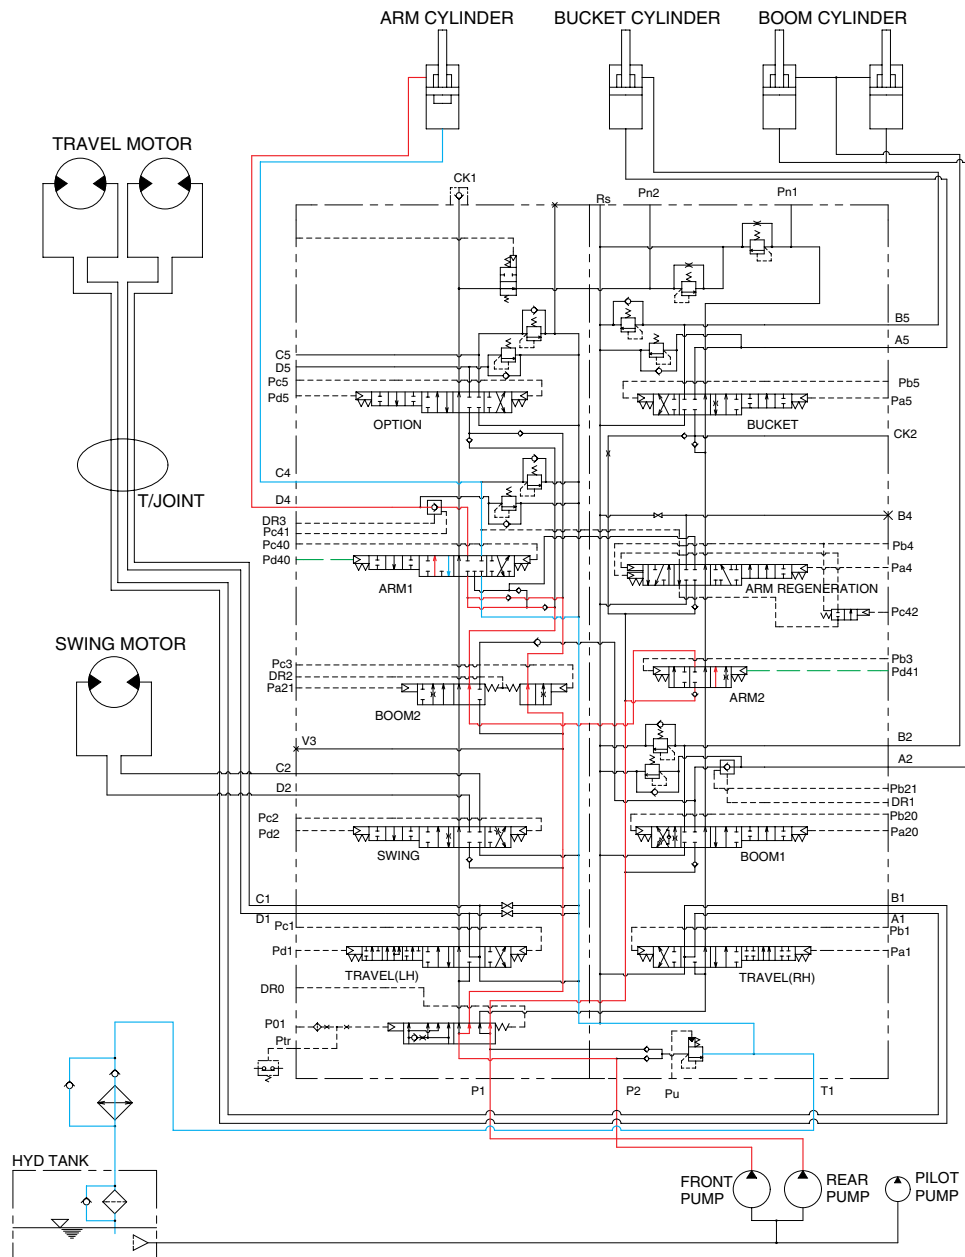 ARM CYLINDER
BUCKET CYLINDER
BOOM CYLINDER
TRAVEL MOTOR
CK1
Rs
Pn2
Pn1
B5
C5
A5
D5
Pc5
Pb5
Pd5
Pa5
OPTION
BUCKET
CK2
C4
T/JOINT
D4
B4
DR3
Pc41
Pc40
Pb4
Pd40
Pa4
ARM1
ARM REGENERATION
Pc42
SWING MOTOR
Pb3
Pc3
Pd41
DR2
Pa21
ARM2
BOOM2
V3
B2
A2
C2
D2
Pb21
DR1
Pc2
Pb20
Pd2
Pa20
SWING
BOOM1
C1
B1
D1
A1
Pc1
Pb1
Pd1
Pa1
TRAVEL(LH)
TRAVEL(RH)
DR0
P01
Ptr
P1
P2
Pu
T1
HYD TANK
FRONT
PUMP
REAR
PUMP
PILOT
PUMP